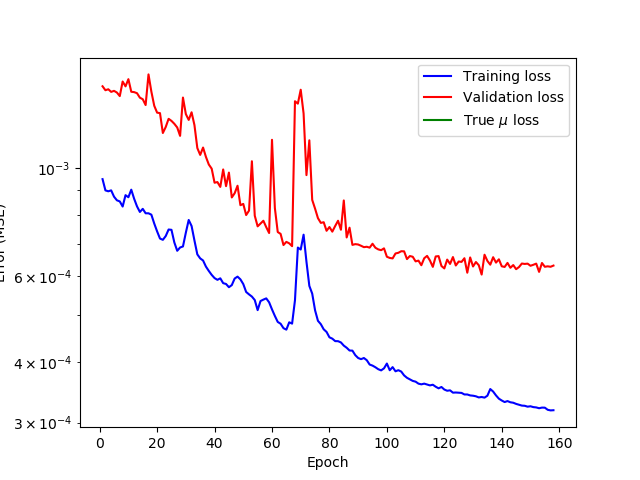 Training loss
Validation loss
True μ loss
10⁻³
6 × 10⁻⁴
4 × 10⁻⁴
3 × 10⁻⁴
(MSE)
0 20 40 60 80 100 120 140 160
Epoch